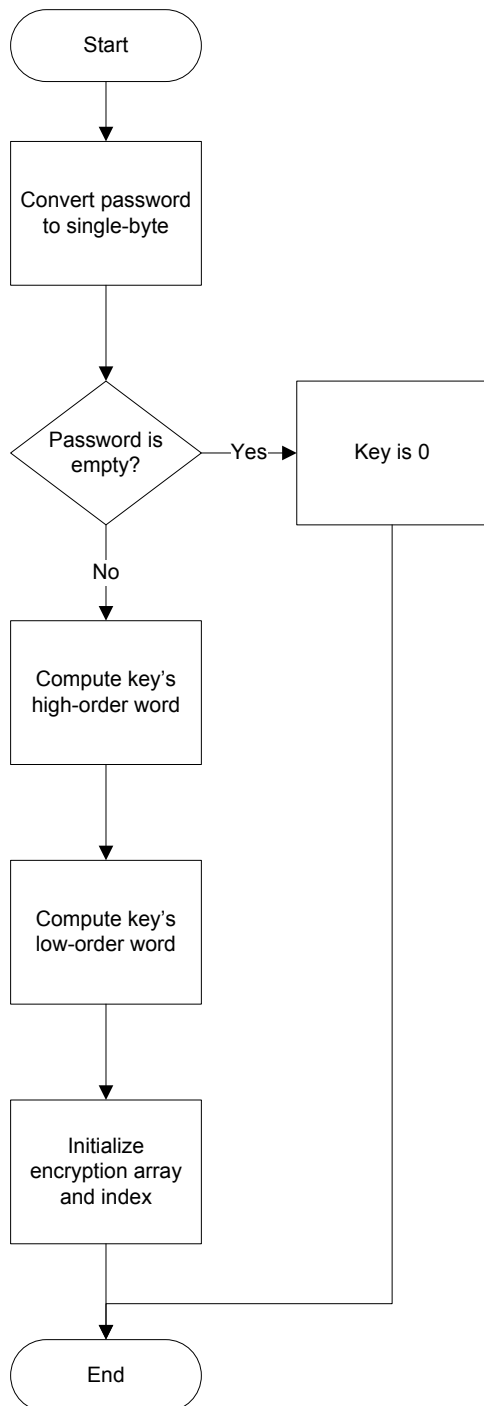 Start
Convert password
to single-byte
Password is
empty?
Yes
Key is 0
No
Compute key’s
high-order word
Compute key’s
low-order word
Initialize
encryption array
and index
End